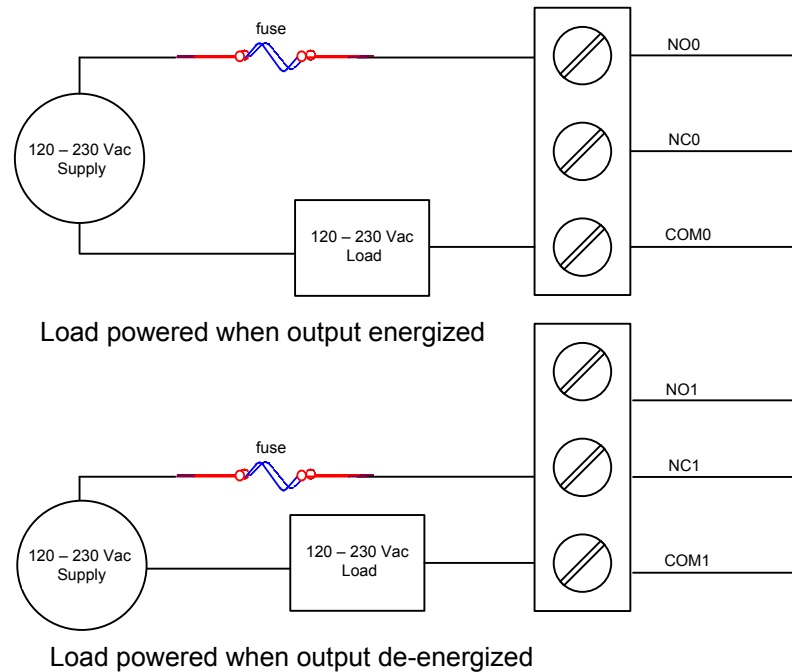 fuse
NO0
120 – 230 Vac
Supply
NC0
120 – 230 Vac
Load
COM0
Load powered when output energized
NO1
fuse
NC1
120 – 230 Vac
Supply
120 – 230 Vac
Load
COM1
Load powered when output de-energized